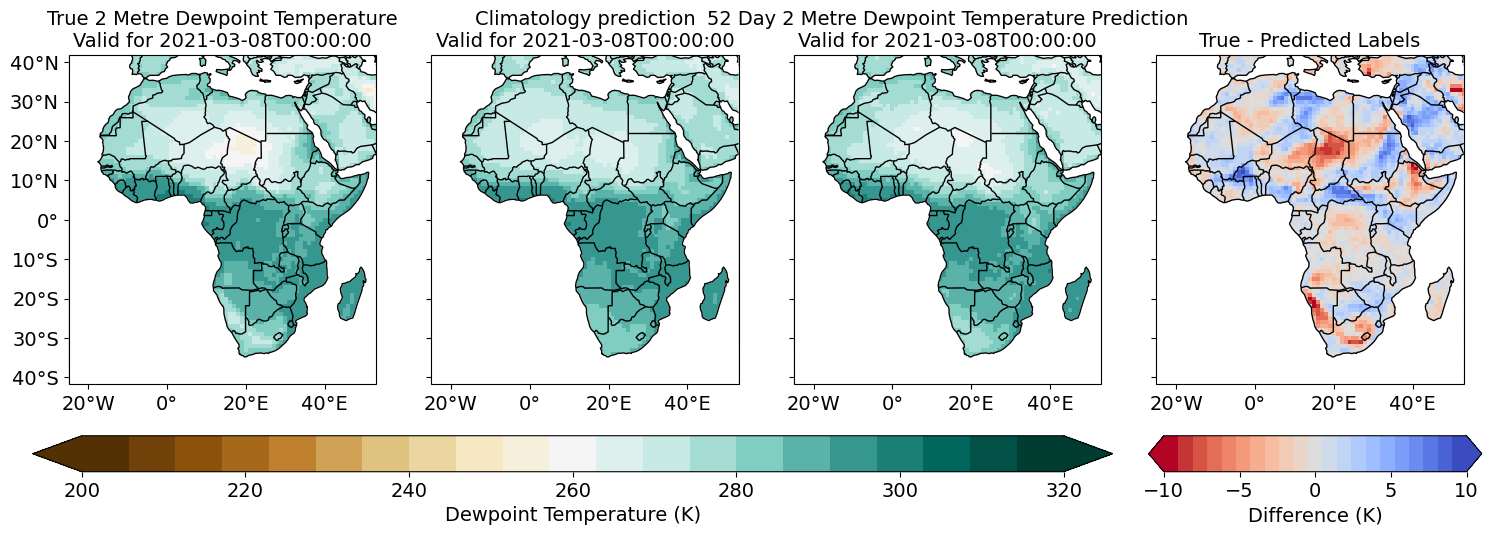 True 2 Metre Dewpoint Temperature
Valid for 2021-03-08T00:00:00
Climatology prediction  52 Day 2 Metre Dewpoint Temperature Prediction
Valid for 2021-03-08T00:00:00
Valid for 2021-03-08T00:00:00
True - Predicted Labels
40°N
30°N
20°N
10°N
0°
10°S
20°S
30°S
40°S
20°W 0° 20°E 40°E
20°W 0° 20°E 40°E
20°W 0° 20°E 40°E
20°W 0° 20°E 40°E
200 220 240 260 280 300 320
Dewpoint Temperature (K)
−10 −5 0 5 10
Difference (K)